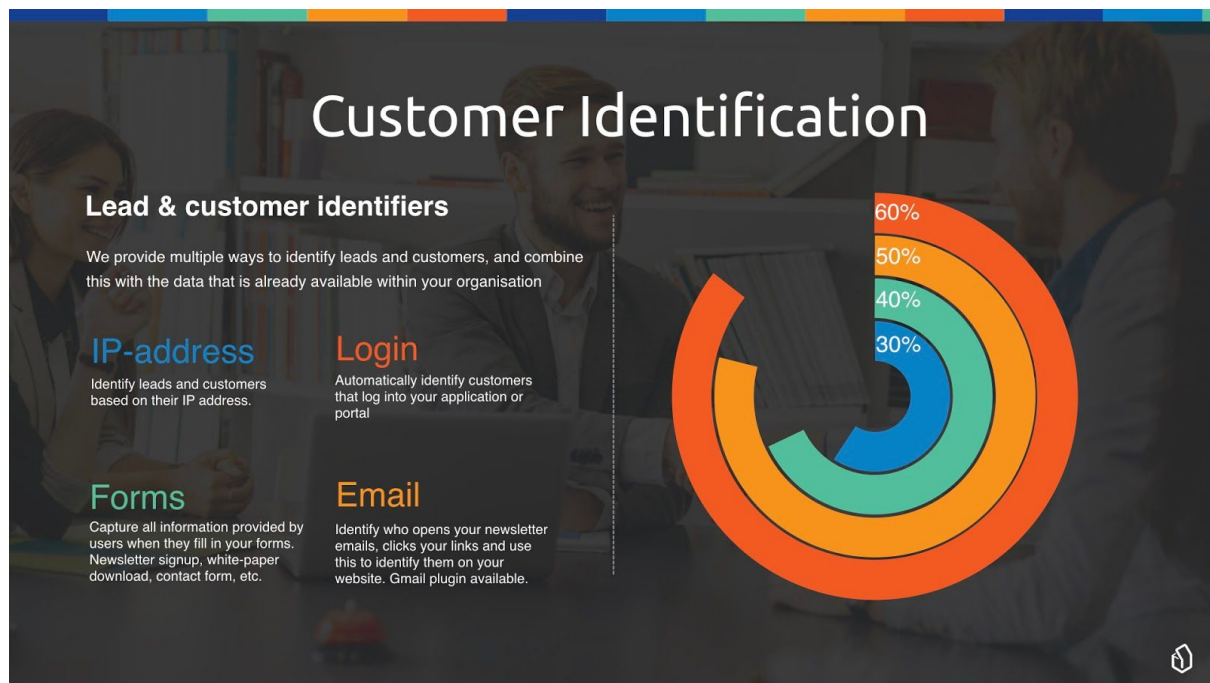 Customer Identification
Lead & customer identifiers
We provide multiple ways to identify leads and customers, and combine
this with the data that is already available within your organisation
IP-address
Identify leads and customers
based on their IP address.
Login
Automatically identify customers
that log into your application or
portal
Forms
Capture all information provided by
users when they fill in your forms.
Newsletter signup, white-paper
download, contact form, etc.
Email
Identify who opens your newsletter
emails, clicks your links and use
this to identify them on your
website. Gmail plugin available.
60%
50%
40%
30%